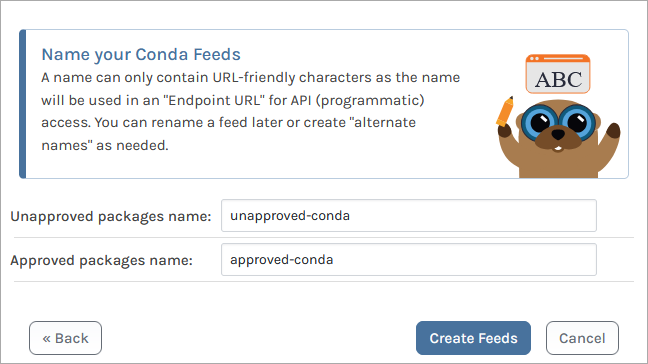 Name your Conda Feeds
A name can only contain URL-friendly characters as the name
will be used in an "Endpoint URL" for API (programmatic)
access. You can rename a feed later or create "alternate
names" as needed.
ABC
Unapproved packages name: unapproved-conda
Approved packages name: approved-conda
« Back Create Feeds Cancel